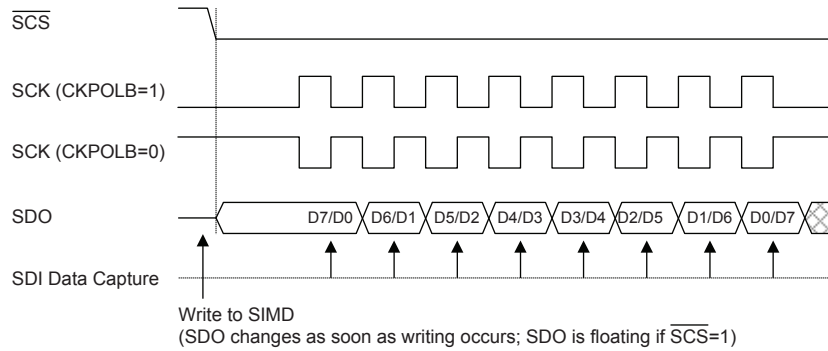 SCS
SCK (CKPOLB=1)
SCK (CKPOLB=0)
SDO
D7/D0 D6/D1 D5/D2 D4/D3 D3/D4 D2/D5 D1/D6 D0/D7
SDI Data Capture
Write to SIMD
(SDO changes as soon as writing occurs; SDO is floating if SCS=1)